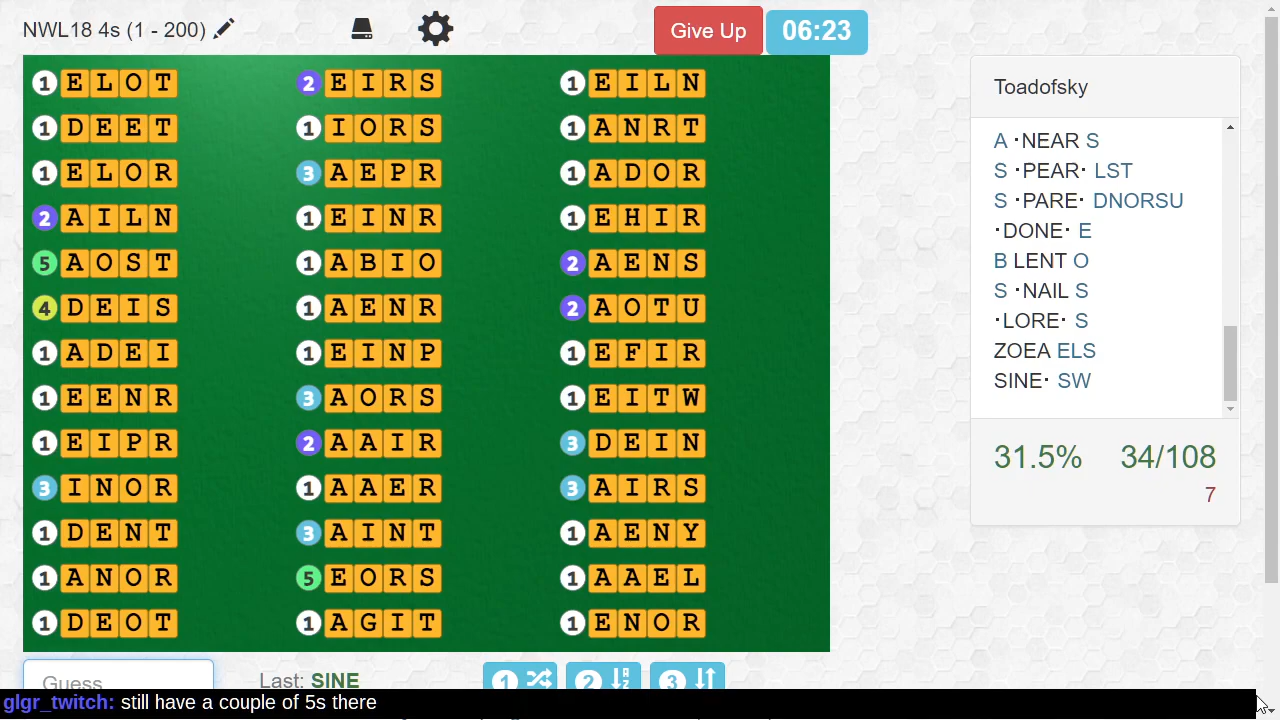 NWL18 4s (1 - 200)
Give Up
06:23
1 ELOT 2 EIRS 1 EILN
1 DEET 1 IORS 1 ANRT
1 ELOR 3 AEPR 1 ADOR
2 AILN 1 EINR 1 EHIR
5 AOST 1 ABIO 2 AENS
4 DEIS 1 AENR 2 AOTU
1 ADEI 1 EINP 1 EFIR
1 EENR 3 AORS 1 EITW
1 EIPR 2 AAIR 3 DEIN
3 INOR 1 AAER 3 AIRS
1 DENT 3 AINT 1 AENY
1 ANOR 5 EORS 1 AAEL
1 DEOT 1 AGIT 1 ENOR
Guess
Last: SINE
1 2 3
Toadofsky
A ·NEAR S
S ·PEAR· LST
S ·PARE· DNORSU
·DONE· E
B LENT O
S ·NAIL S
·LORE· S
ZOEA ELS
SINE· SW
31.5% 34/108
7
glgr_twitch: still have a couple of 5s there